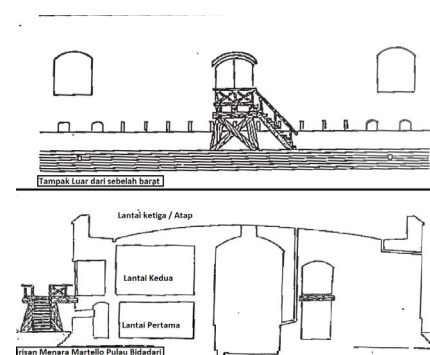 Tampak Luar dari sebelah barat
Lantai ketiga / Atap
Lantai Kedua
Lantai Pertama
risan Menara Martello Pulau Bidadari